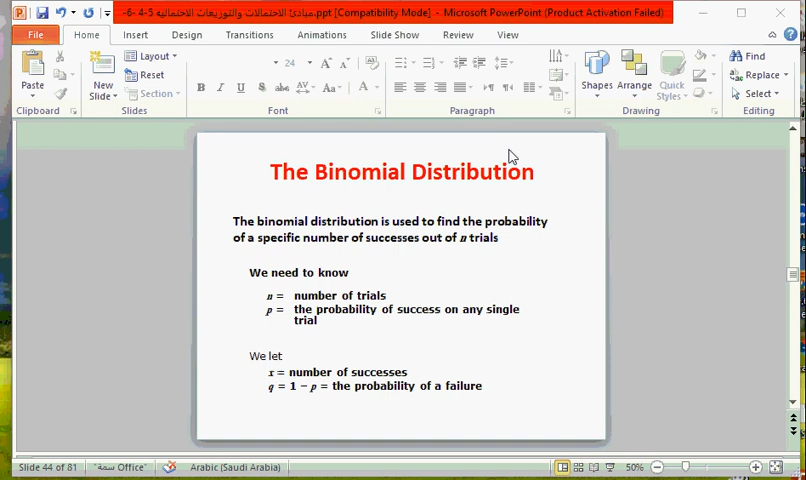 -6- 4-5 مبادئ الاحتمالات والتوزيعات الاحتماليه.ppt [Compatibility Mode] - Microsoft PowerPoint (Product Activation Failed)
File Home Insert Design Transitions Animations Slide Show Review View
Paste
New Slide
Layout
Reset
Section
24
B I U S abc AV Aa A
Shapes Arrange Quick Styles
Find
Replace
Select
Clipboard Slides Font Paragraph Drawing Editing
The Binomial Distribution
The binomial distribution is used to find the probability
of a specific number of successes out of n trials
We need to know
n = number of trials
p = the probability of success on any single
trial
We let
x = number of successes
q = 1 – p = the probability of a failure
Slide 44 of 81 "سمة Office" Arabic (Saudi Arabia) 50%